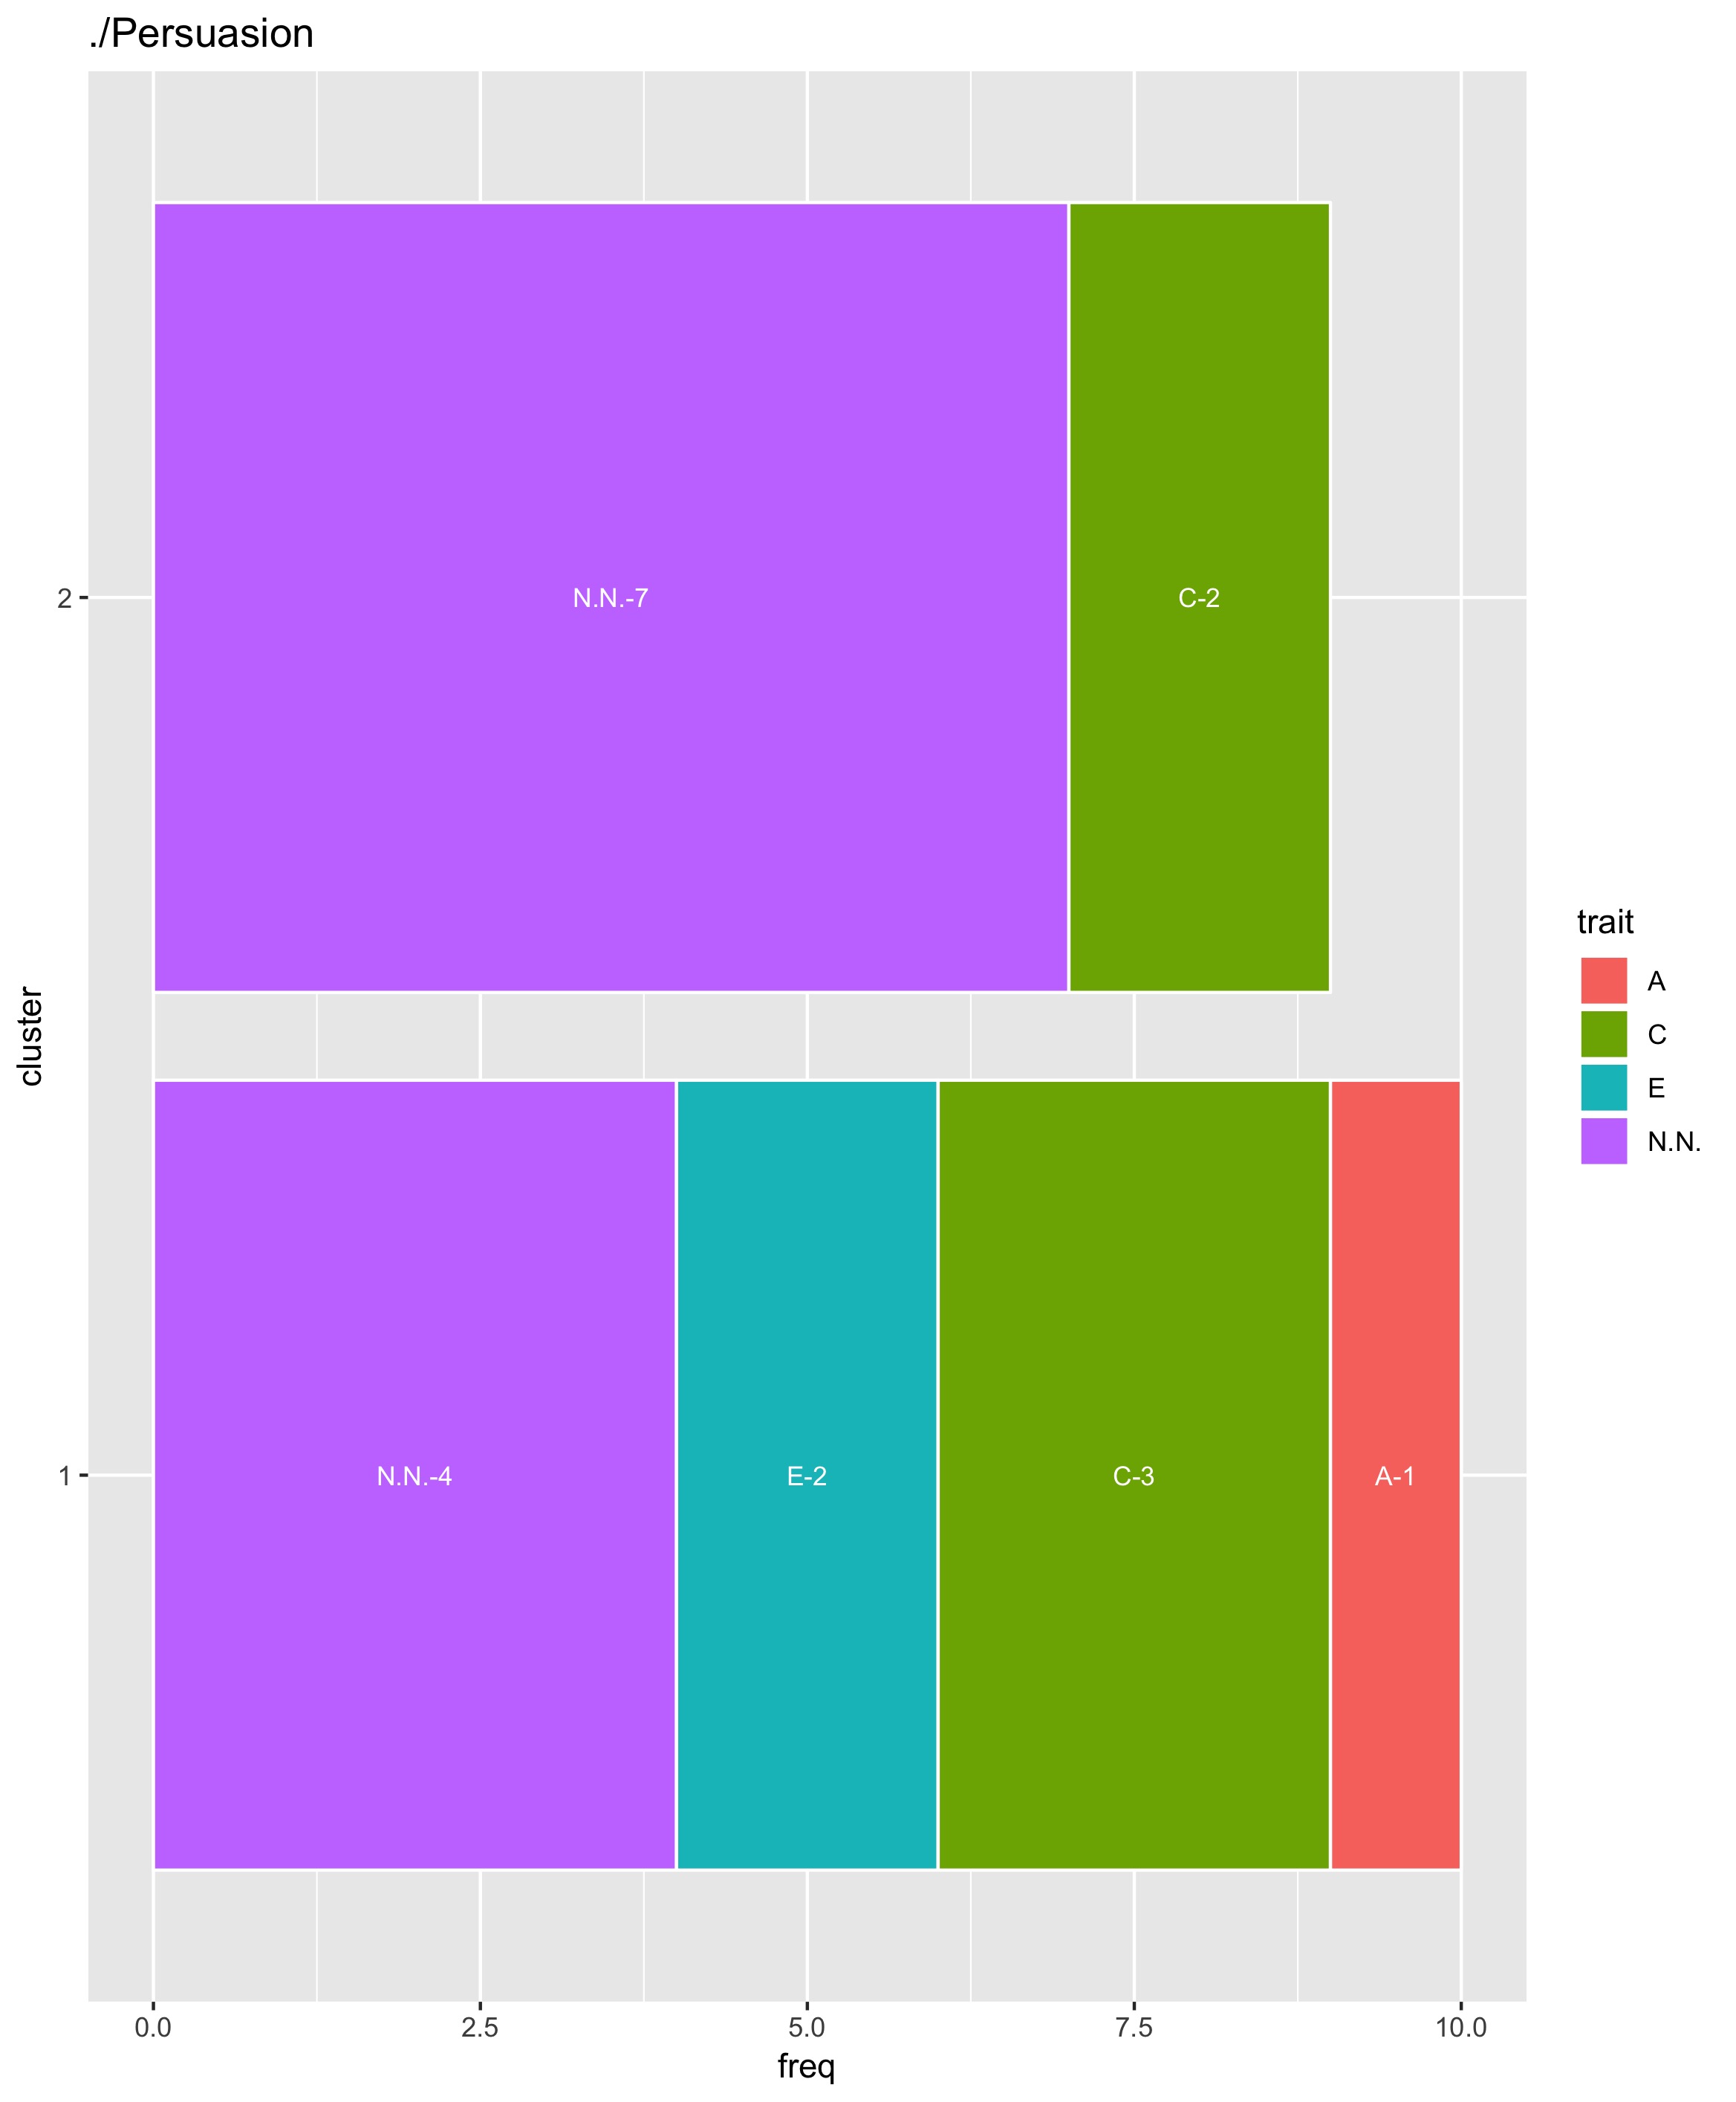 ./Persuasion
cluster
2
N.N.-7
C-2
1
N.N.-4
E-2
C-3
A-1
0.0
2.5
5.0
7.5
10.0
freq
trait
A
C
E
N.N.